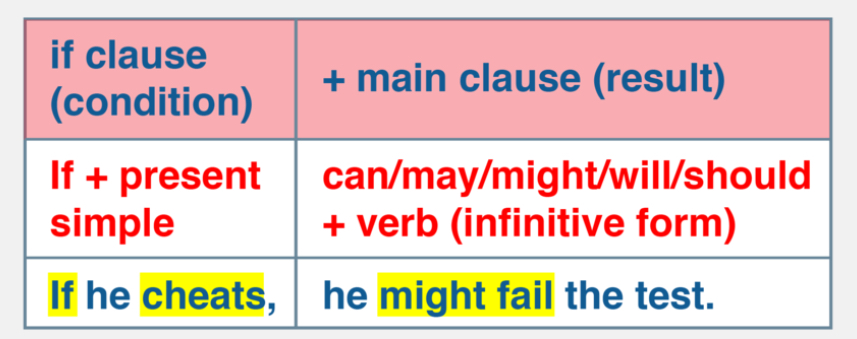 if clause
(condition)
+ main clause (result)
If + present
simple
can/may/might/will/should
+ verb (infinitive form)
If he cheats,
he might fail the test.